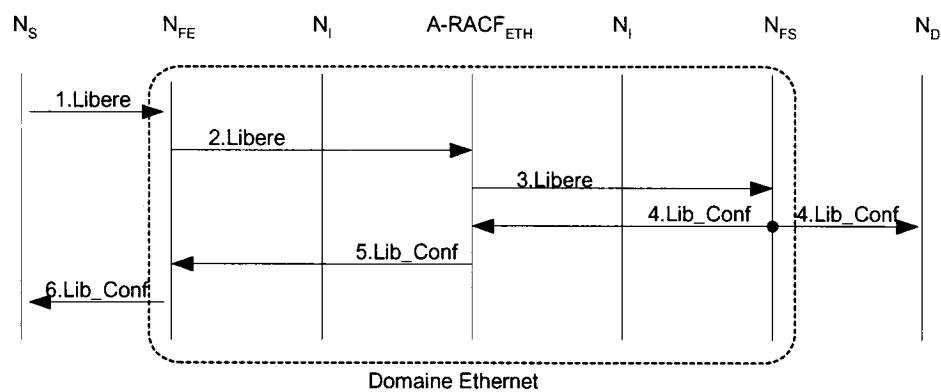 N_S N_FE N_I A-RACF_ETH N_I N_FS N_D
1.Libere
2.Libere
3.Libere
4.Lib_Conf 4.Lib_Conf
5.Lib_Conf
6.Lib_Conf
Domaine Ethernet